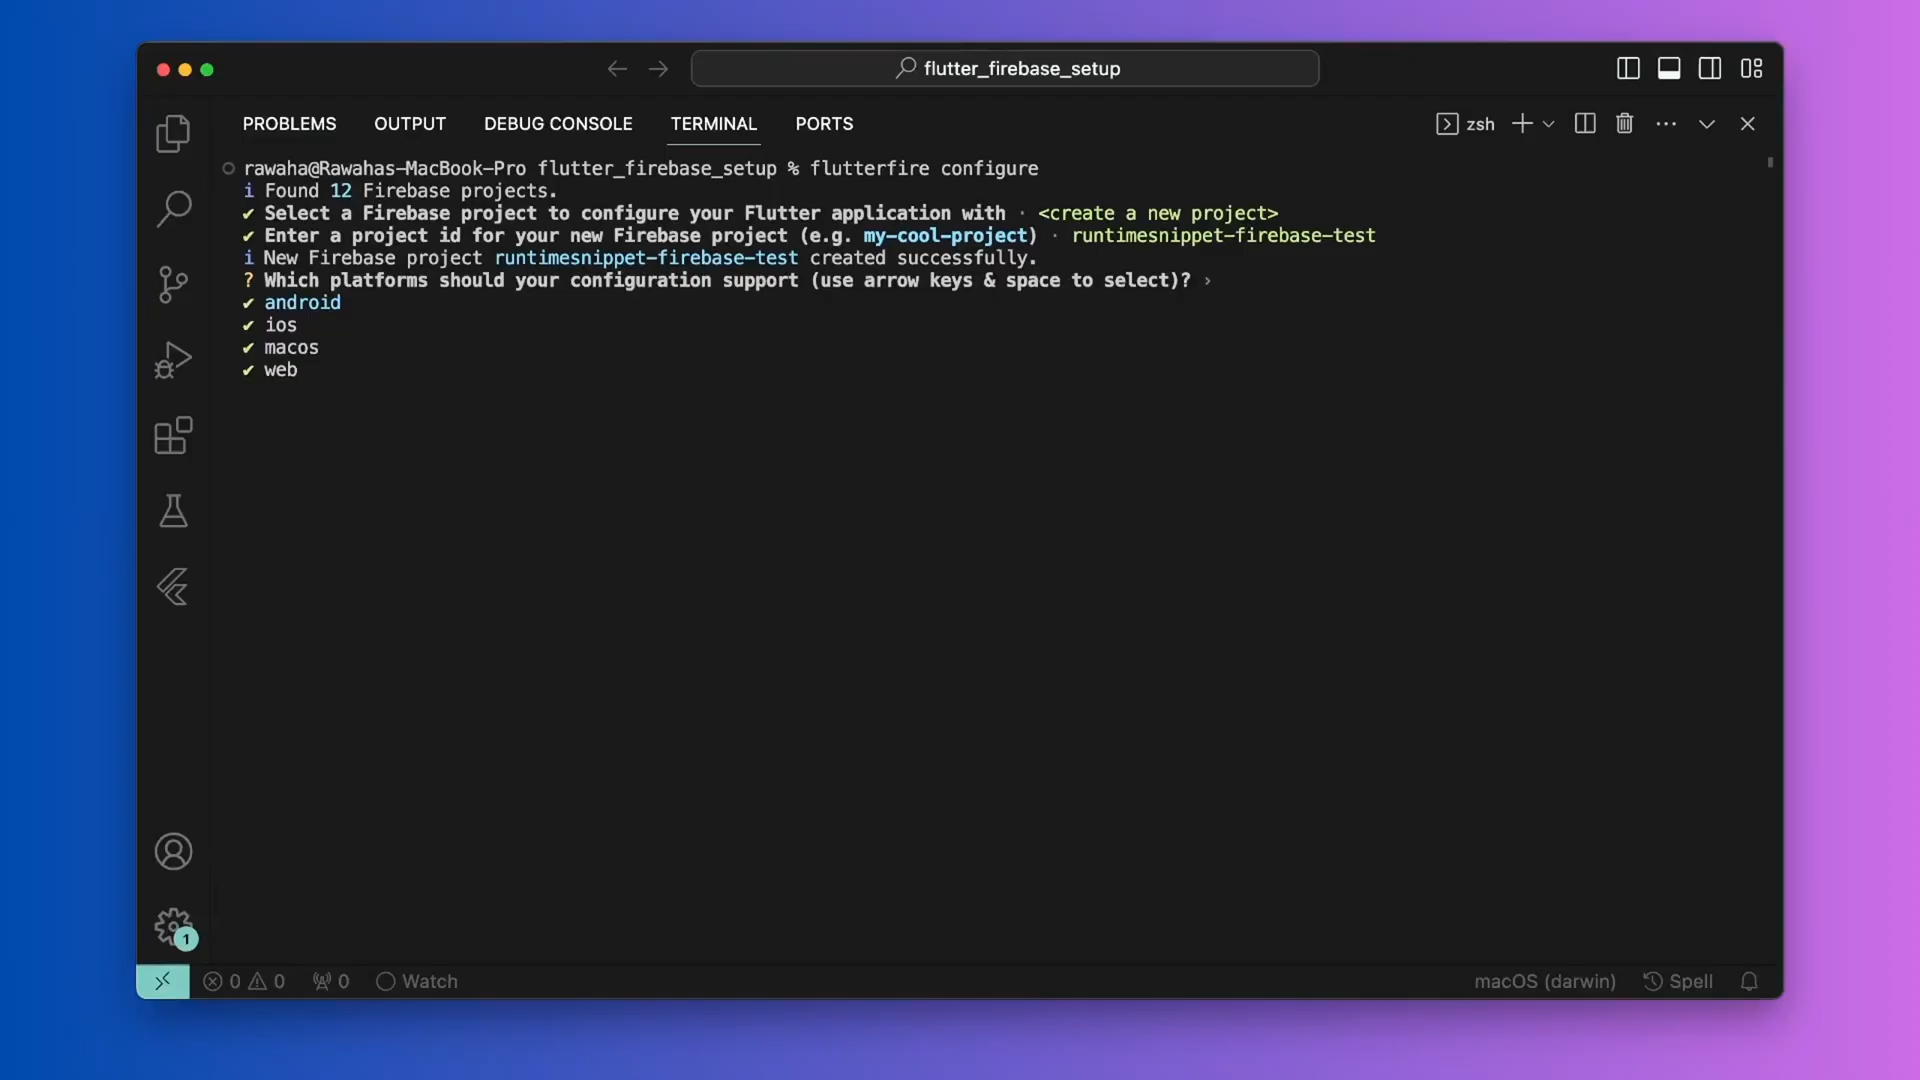 flutter_firebase_setup
PROBLEMS OUTPUT DEBUG CONSOLE TERMINAL PORTS zsh
rawaha@Rawahas-MacBook-Pro flutter_firebase_setup % flutterfire configure
i Found 12 Firebase projects.
✔ Select a Firebase project to configure your Flutter application with · <create a new project>
✔ Enter a project id for your new Firebase project (e.g. my-cool-project) · runtimesnippet-firebase-test
i New Firebase project runtimesnippet-firebase-test created successfully.
? Which platforms should your configuration support (use arrow keys & space to select)? ›
✔ android
✔ ios
✔ macos
✔ web
1
0 0 0 Watch macOS (darwin) Spell